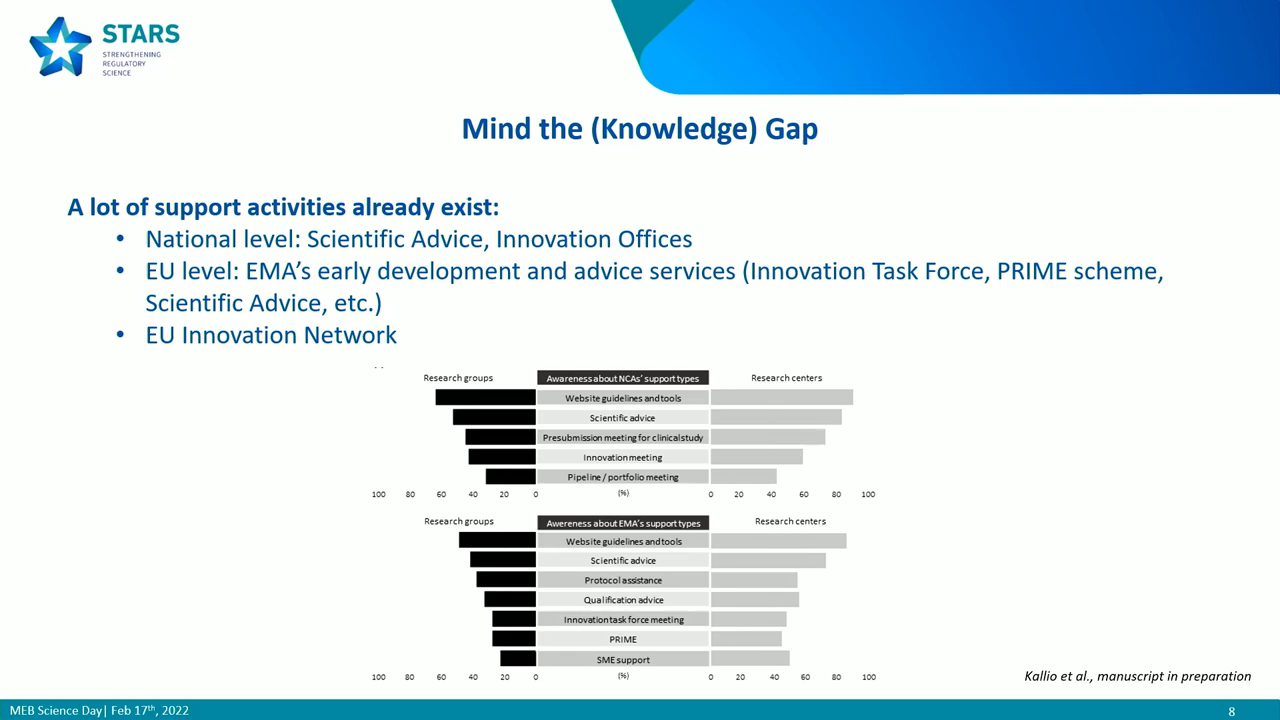 STARS
STRENGTHENING
REGULATORY
SCIENCE
Mind the (Knowledge) Gap
A lot of support activities already exist:
• National level: Scientific Advice, Innovation Offices
• EU level: EMA’s early development and advice services (Innovation Task Force, PRIME scheme,
Scientific Advice, etc.)
• EU Innovation Network
Research groups Awareness about NCAs’ support types Research centers
Website guidelines and tools
Scientific advice
Presubmission meeting for clinical study
Innovation meeting
Pipeline / portfolio meeting
100 80 60 40 20 0 (%) 0 20 40 60 80 100
Research groups Awereness about EMA’s support types Research centers
Website guidelines and tools
Scientific advice
Protocol assistance
Qualification advice
Innovation task force meeting
PRIME
SME support
100 80 60 40 20 0 (%) 0 20 40 60 80 100
Kallio et al., manuscript in preparation
MEB Science Day| Feb 17th, 2022 8